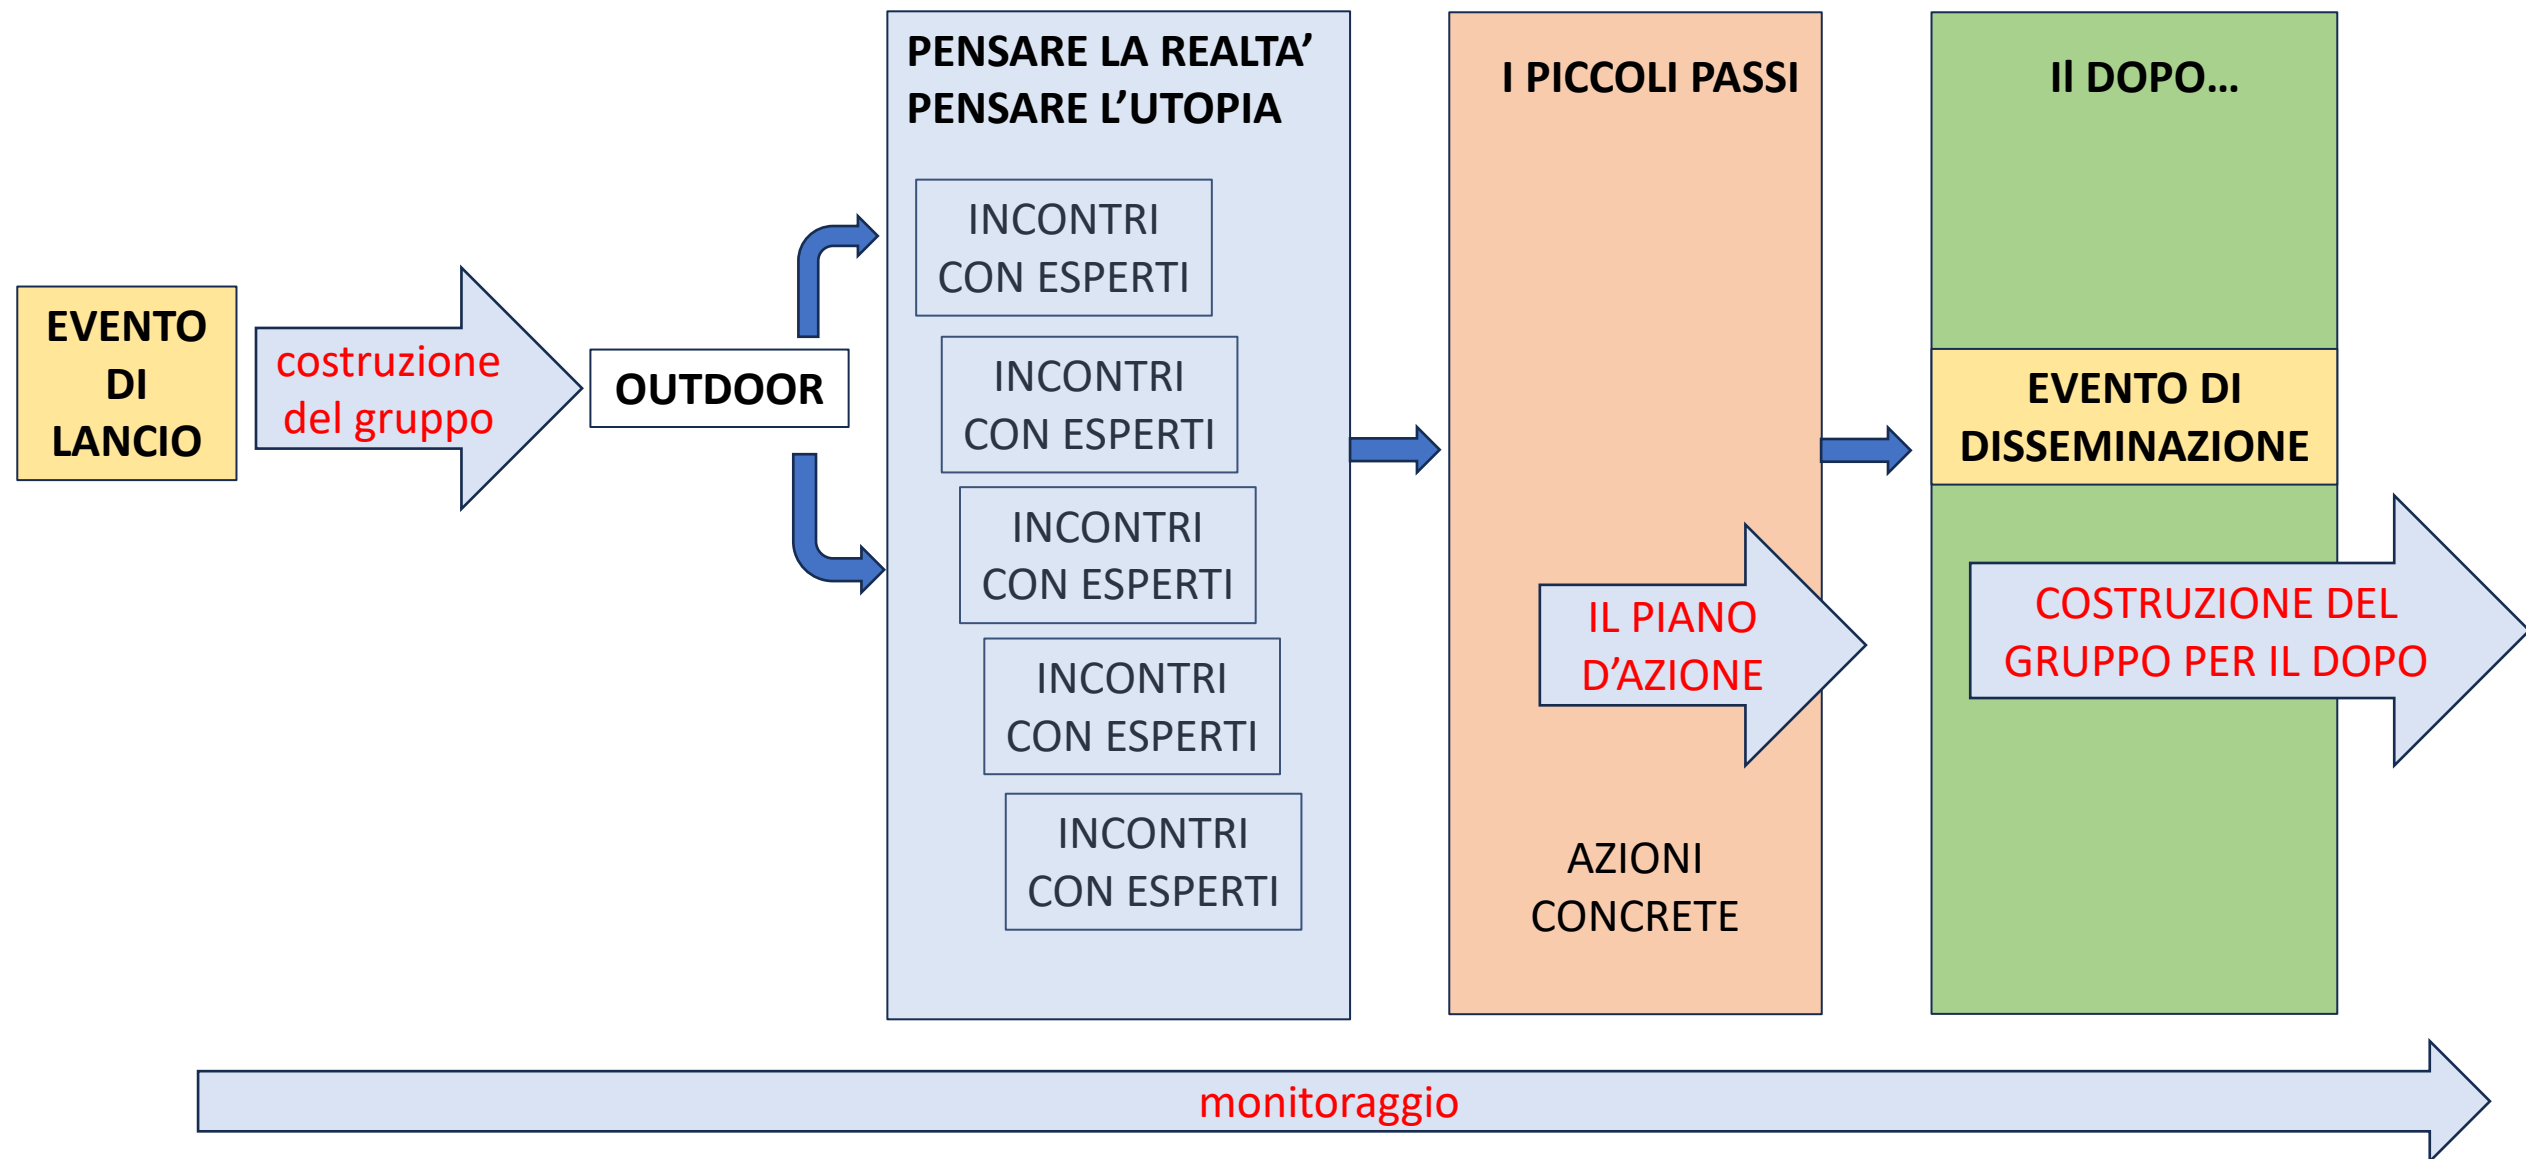 EVENTO
DI
LANCIO
costruzione
del gruppo
OUTDOOR
PENSARE LA REALTA’
PENSARE L’UTOPIA
INCONTRI
CON ESPERTI
INCONTRI
CON ESPERTI
INCONTRI
CON ESPERTI
INCONTRI
CON ESPERTI
INCONTRI
CON ESPERTI
I PICCOLI PASSI
IL PIANO
D’AZIONE
AZIONI
CONCRETE
Il DOPO...
EVENTO DI
DISSEMINAZIONE
COSTRUZIONE DEL
GRUPPO PER IL DOPO
monitoraggio